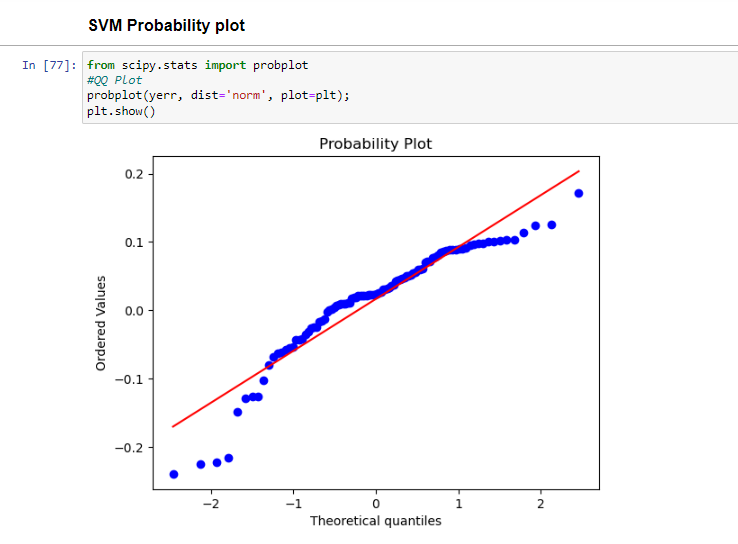 SVM Probability plot
In [77]: from scipy.stats import probplot
#QQ Plot
probplot(yerr, dist='norm', plot=plt);
plt.show()
Probability Plot
0.2
0.1
0.0
−0.1
−0.2
Ordered Values
−2 −1 0 1 2
Theoretical quantiles